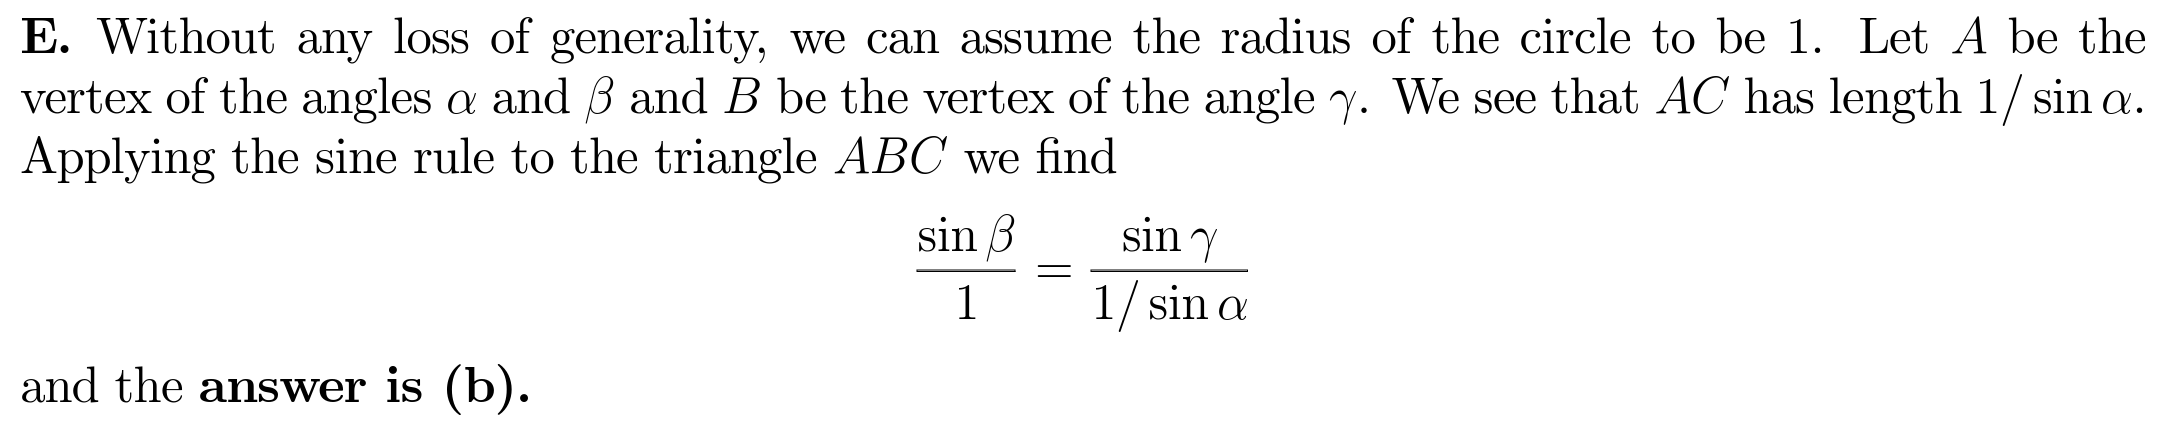 E. Without any loss of generality, we can assume the radius of the circle to be 1. Let A be the
vertex of the angles α and β and B be the vertex of the angle γ. We see that AC has length 1/ sin α.
Applying the sine rule to the triangle ABC we find
sin β / 1 = sin γ / 1/ sin α
and the answer is (b).